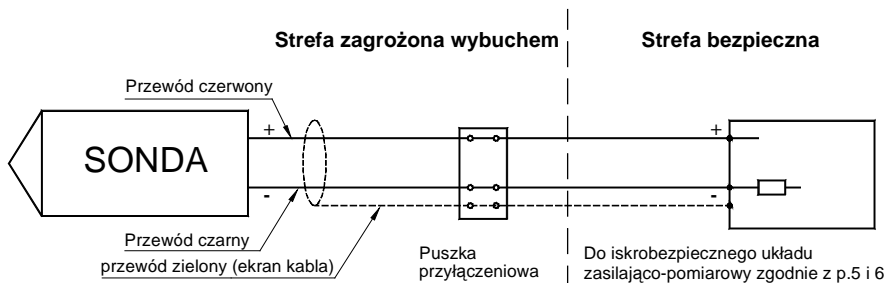 Strefa zagrożona wybuchem
Strefa bezpieczna
Przewód czerwony
+
+
SONDA
-
-
Przewód czarny
przewód zielony (ekran kabla)
Puszka
przyłączeniowa
Do iskrobezpiecznego układu
zasilająco-pomiarowy zgodnie z p.5 i 6